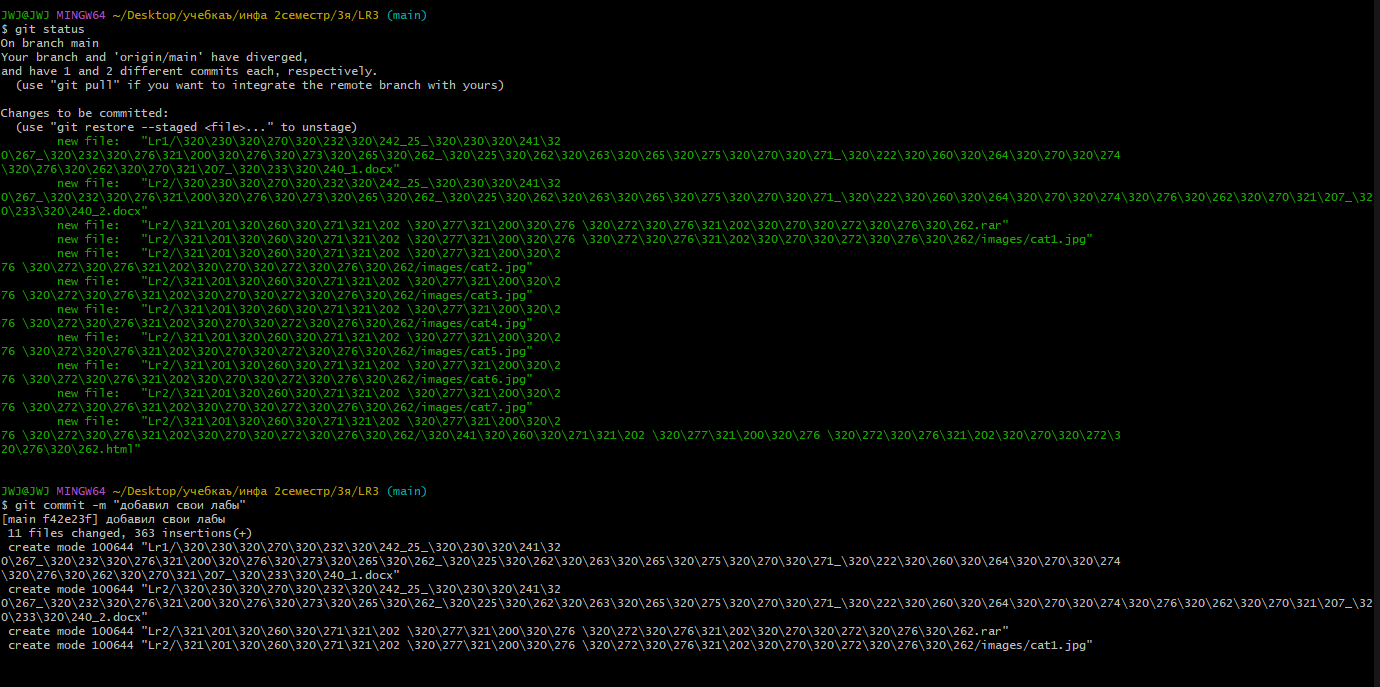 JWJ@JWJ MINGW64 ~/Desktop/учебкаъ/инфа 2семестр/3я/LR3 (main)
$ git status
On branch main
Your branch and 'origin/main' have diverged,
and have 1 and 2 different commits each, respectively.
  (use "git pull" if you want to integrate the remote branch with yours)
Changes to be committed:
  (use "git restore --staged <file>..." to unstage)
        new file:   "Lr1/\320\230\320\270\320\232\320\242_25_\320\230\320\241\32
0\267_\320\232\320\276\321\200\320\276\320\273\320\265\320\262_\320\225\320\262\320\263\320\265\320\275\320\270\320\271_\320\222\320\260\320\264\320\270\320\274
\320\276\320\262\320\270\321\207_\320\233\320\240_1.docx"
        new file:   "Lr2/\320\230\320\270\320\232\320\242_25_\320\230\320\241\32
0\267_\320\232\320\276\321\200\320\276\320\273\320\265\320\262_\320\225\320\262\320\263\320\265\320\275\320\270\320\271_\320\222\320\260\320\264\320\270\320\274\320\276\320\262\320\270\321\207_\32
0\233\320\240_2.docx"
        new file:   "Lr2/\321\201\320\260\320\271\321\202 \320\277\321\200\320\276 \320\272\320\276\321\202\320\270\320\272\320\276\320\262.rar"
        new file:   "Lr2/\321\201\320\260\320\271\321\202 \320\277\321\200\320\276 \320\272\320\276\321\202\320\270\320\272\320\276\320\262/images/cat1.jpg"
        new file:   "Lr2/\321\201\320\260\320\271\321\202 \320\277\321\200\320\2
76 \320\272\320\276\321\202\320\270\320\272\320\276\320\262/images/cat2.jpg"
        new file:   "Lr2/\321\201\320\260\320\271\321\202 \320\277\321\200\320\2
76 \320\272\320\276\321\202\320\270\320\272\320\276\320\262/images/cat3.jpg"
        new file:   "Lr2/\321\201\320\260\320\271\321\202 \320\277\321\200\320\2
76 \320\272\320\276\321\202\320\270\320\272\320\276\320\262/images/cat4.jpg"
        new file:   "Lr2/\321\201\320\260\320\271\321\202 \320\277\321\200\320\2
76 \320\272\320\276\321\202\320\270\320\272\320\276\320\262/images/cat5.jpg"
        new file:   "Lr2/\321\201\320\260\320\271\321\202 \320\277\321\200\320\2
76 \320\272\320\276\321\202\320\270\320\272\320\276\320\262/images/cat6.jpg"
        new file:   "Lr2/\321\201\320\260\320\271\321\202 \320\277\321\200\320\2
76 \320\272\320\276\321\202\320\270\320\272\320\276\320\262/images/cat7.jpg"
        new file:   "Lr2/\321\201\320\260\320\271\321\202 \320\277\321\200\320\2
76 \320\272\320\276\321\202\320\270\320\272\320\276\320\262/\320\241\320\260\320\271\321\202 \320\277\321\200\320\276 \320\272\320\276\321\202\320\270\320\272\3
20\276\320\262.html"
JWJ@JWJ MINGW64 ~/Desktop/учебкаъ/инфа 2семестр/3я/LR3 (main)
$ git commit -m "добавил свои лабы"
[main f42e23f] добавил свои лабы
 11 files changed, 363 insertions(+)
 create mode 100644 "Lr1/\320\230\320\270\320\232\320\242_25_\320\230\320\241\32
0\267_\320\232\320\276\321\200\320\276\320\273\320\265\320\262_\320\225\320\262\320\263\320\265\320\275\320\270\320\271_\320\222\320\260\320\264\320\270\320\274
\320\276\320\262\320\270\321\207_\320\233\320\240_1.docx"
 create mode 100644 "Lr2/\320\230\320\270\320\232\320\242_25_\320\230\320\241\32
0\267_\320\232\320\276\321\200\320\276\320\273\320\265\320\262_\320\225\320\262\320\263\320\265\320\275\320\270\320\271_\320\222\320\260\320\264\320\270\320\274\320\276\320\262\320\270\321\207_\32
0\233\320\240_2.docx"
 create mode 100644 "Lr2/\321\201\320\260\320\271\321\202 \320\277\321\200\320\276 \320\272\320\276\321\202\320\270\320\272\320\276\320\262.rar"
 create mode 100644 "Lr2/\321\201\320\260\320\271\321\202 \320\277\321\200\320\276 \320\272\320\276\321\202\320\270\320\272\320\276\320\262/images/cat1.jpg"